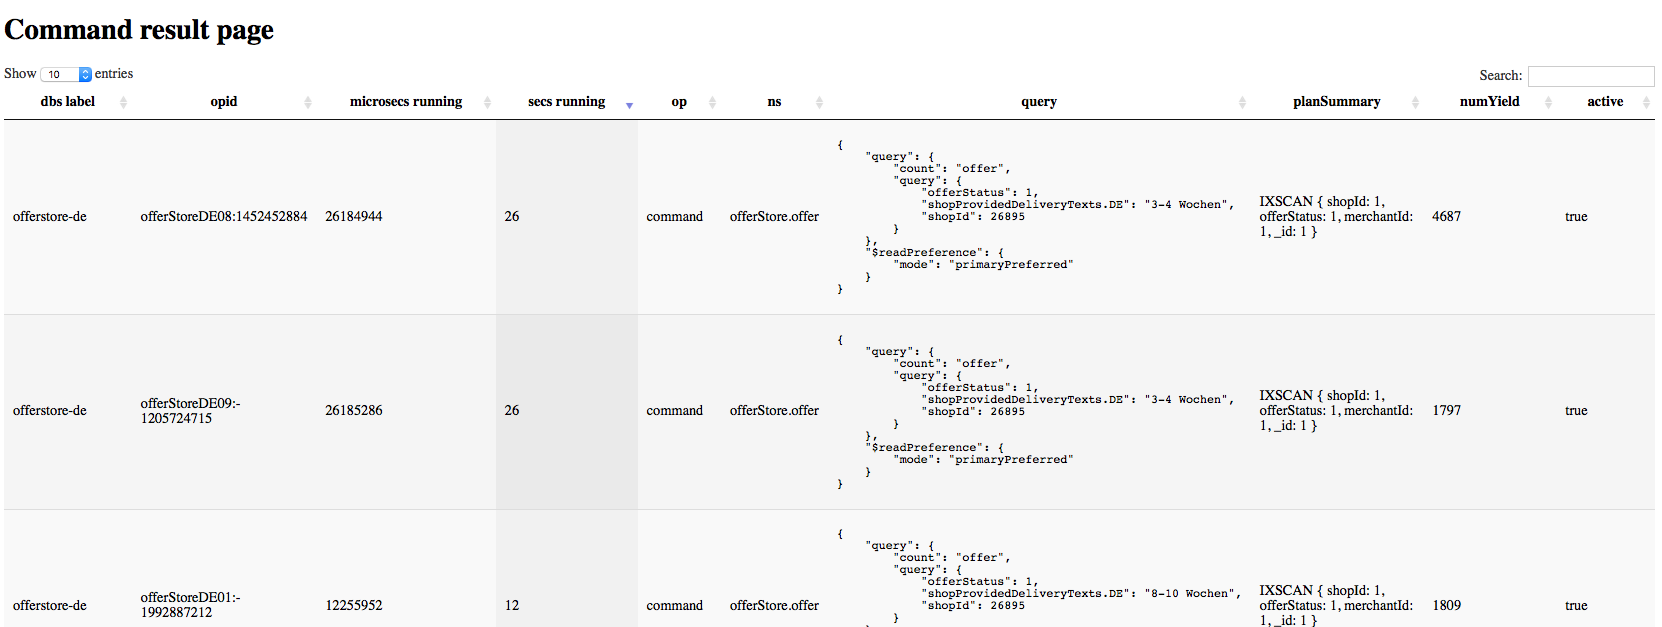 Command result page
Show 10 entries
Search:
dbs label opid microsecs running secs running op ns query planSummary numYield active
offerstore-de offerStoreDE08:1452452884 26184944 26 command offerStore.offer
{
"query": {
"count": "offer",
"query": {
"offerStatus": 1,
"shopProvidedDeliveryTexts.DE": "3-4 Wochen",
"shopId": 26895
}
},
"$readPreference": {
"mode": "primaryPreferred"
}
}
IXSCAN { shopId: 1,
offerStatus: 1, merchantId:
1, _id: 1 }
4687 true
offerstore-de
offerStoreDE09:-
1205724715
26185286 26 command offerStore.offer
{
"query": {
"count": "offer",
"query": {
"offerStatus": 1,
"shopProvidedDeliveryTexts.DE": "3-4 Wochen",
"shopId": 26895
}
},
"$readPreference": {
"mode": "primaryPreferred"
}
}
IXSCAN { shopId: 1,
offerStatus: 1, merchantId:
1, _id: 1 }
1797 true
offerstore-de
offerStoreDE01:-
1992887212
12255952 12 command offerStore.offer
{
"query": {
"count": "offer",
"query": {
"offerStatus": 1,
"shopProvidedDeliveryTexts.DE": "8-10 Wochen",
"shopId": 26895
}
IXSCAN { shopId: 1,
offerStatus: 1, merchantId:
1, _id: 1 }
1809 true